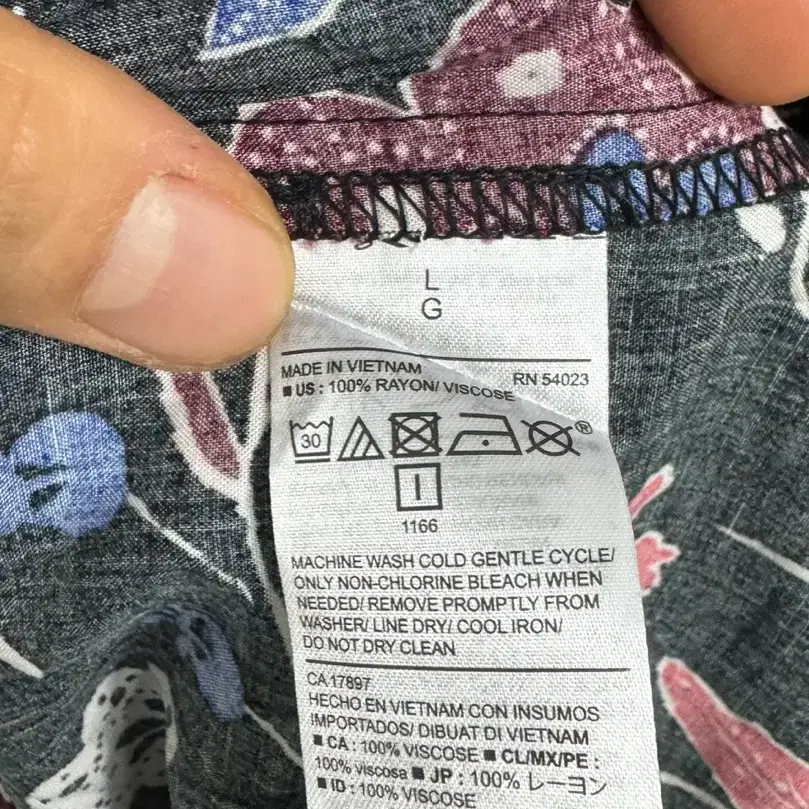 L
G
MADE IN VIETNAM RN 54023
■ US : 100% RAYON/ VISCOSE
30
®
1166
MACHINE WASH COLD GENTLE CYCLE/
ONLY NON-CHLORINE BLEACH WHEN
NEEDED/ REMOVE PROMPTLY FROM
WASHER/ LINE DRY/ COOL IRON/
DO NOT DRY CLEAN
CA 17897
HECHO EN VIETNAM CON INSUMOS
IMPORTADOS/ DIBUAT DI VIETNAM
■ CA : 100% VISCOSE ■ CL/MX/PE :
100% viscosa ■ JP : 100% レーヨン
■ ID : 100% VISCOSE